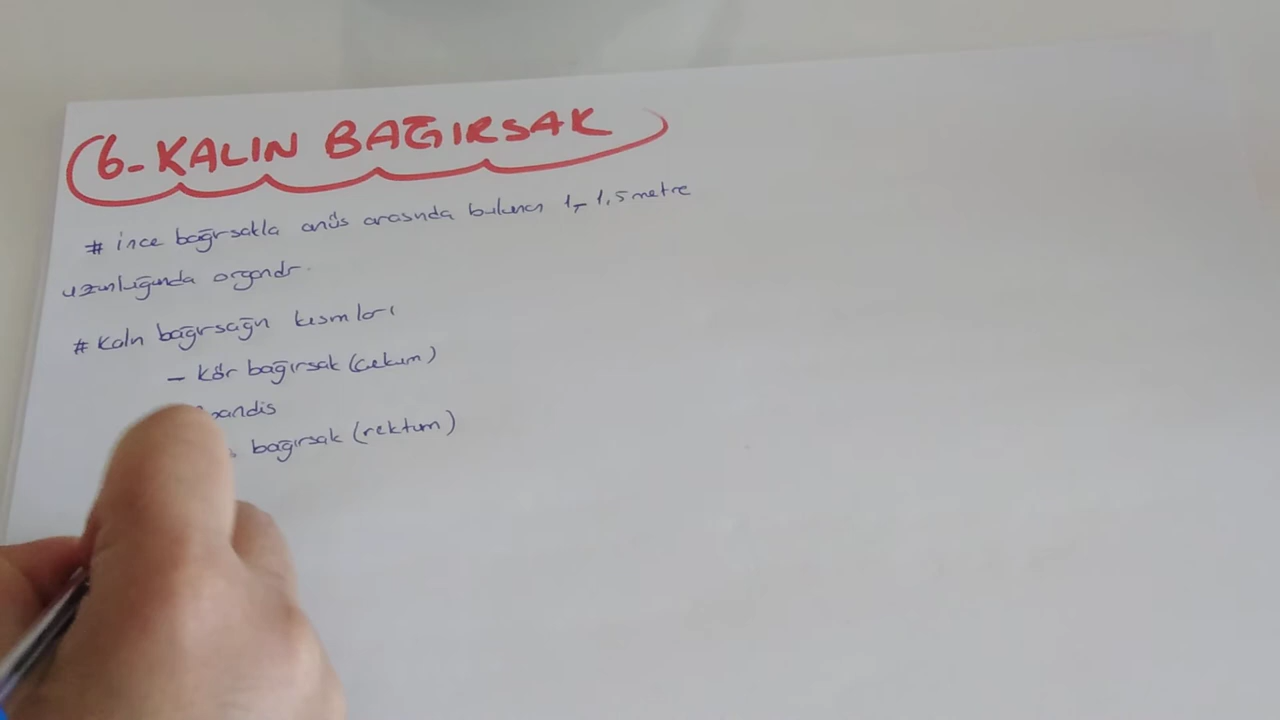 6-KALIN BAĞIRSAK
# ince bağırsakla anüs arasında bulunan 1-1,5 metre
uzunluğunda organdır.
# Kalın bağırsağın kısımları
- kör bağırsak (çekum)
bağırsak (rektum)